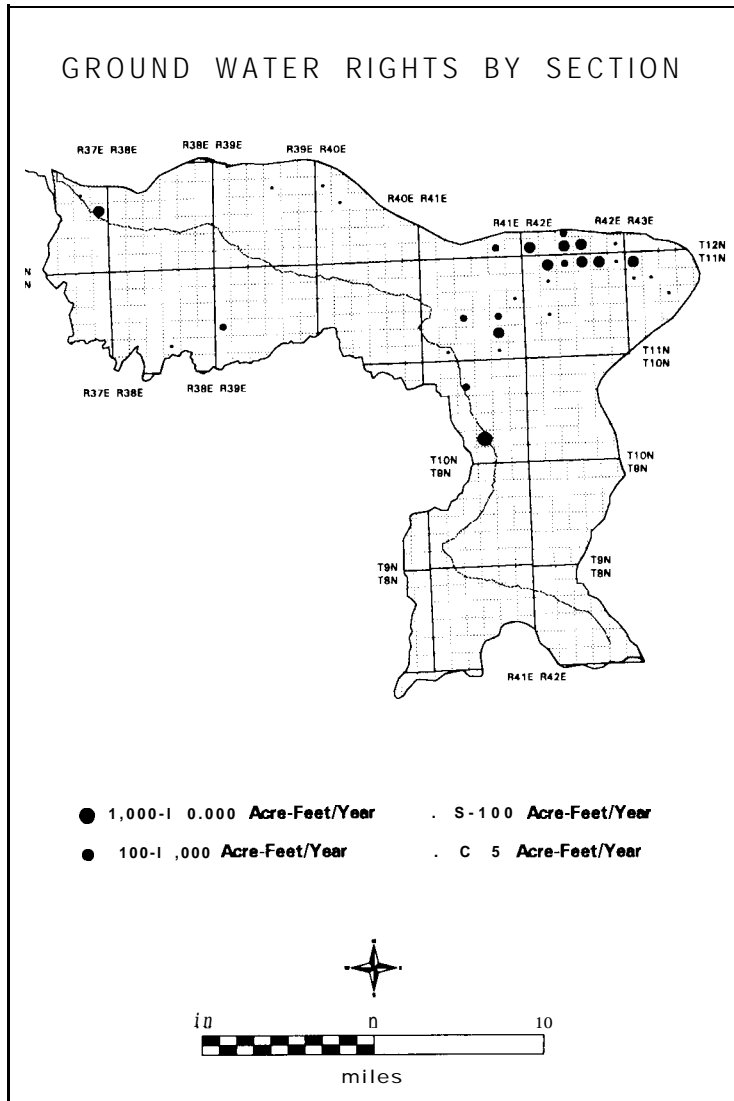 GROUND WATER RIGHTS BY SECTION
R37E R38E
R38E R39E
R39E R40E
R40E R41E
R41E R42E
R42E R43E
T12N
T11N
N
N
T11N
T10N
R37E R38E
R38E R39E
T10N
T9N
T10N
T9N
T9N
T8N
T9N
T8N
R41E R42E
1,000-I 0.000 Acre-Feet/Year
. S-100 Acre-Feet/Year
100-I ,000 Acre-Feet/Year
. C 5 Acre-Feet/Year
in n 10
miles